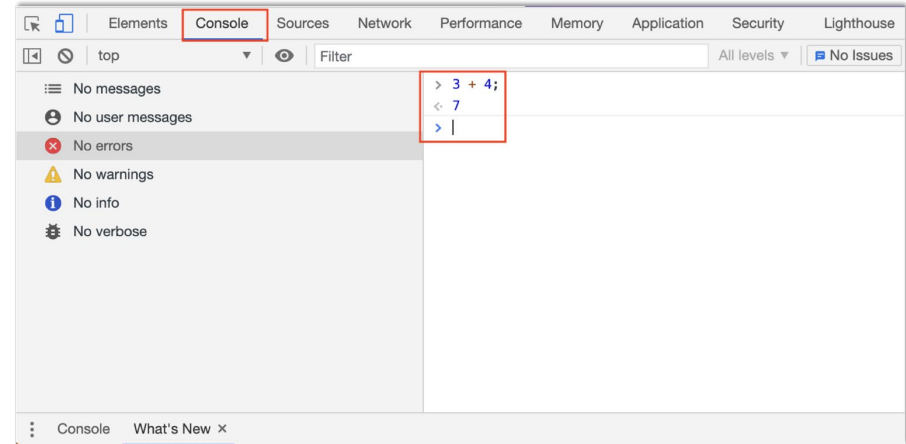 Elements Console Sources Network Performance Memory Application Security Lighthouse
top Filter All levels No Issues
No messages
No user messages
No errors
No warnings
No info
No verbose
> 3 + 4;
7
>
Console What's New ×